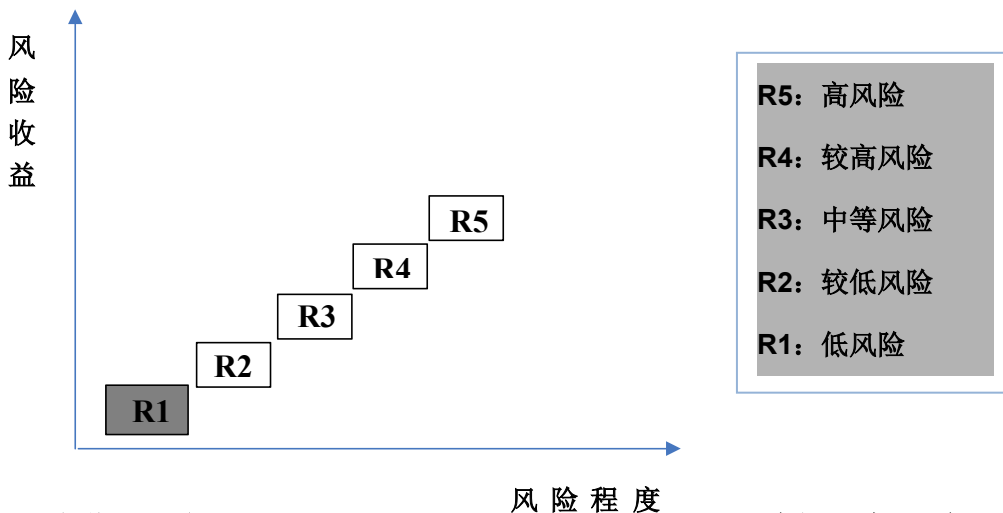 风
险
收
益
R5
R4
R3
R2
R1
R5：高风险
R4：较高风险
R3：中等风险
R2：较低风险
R1：低风险
风 险 程 度